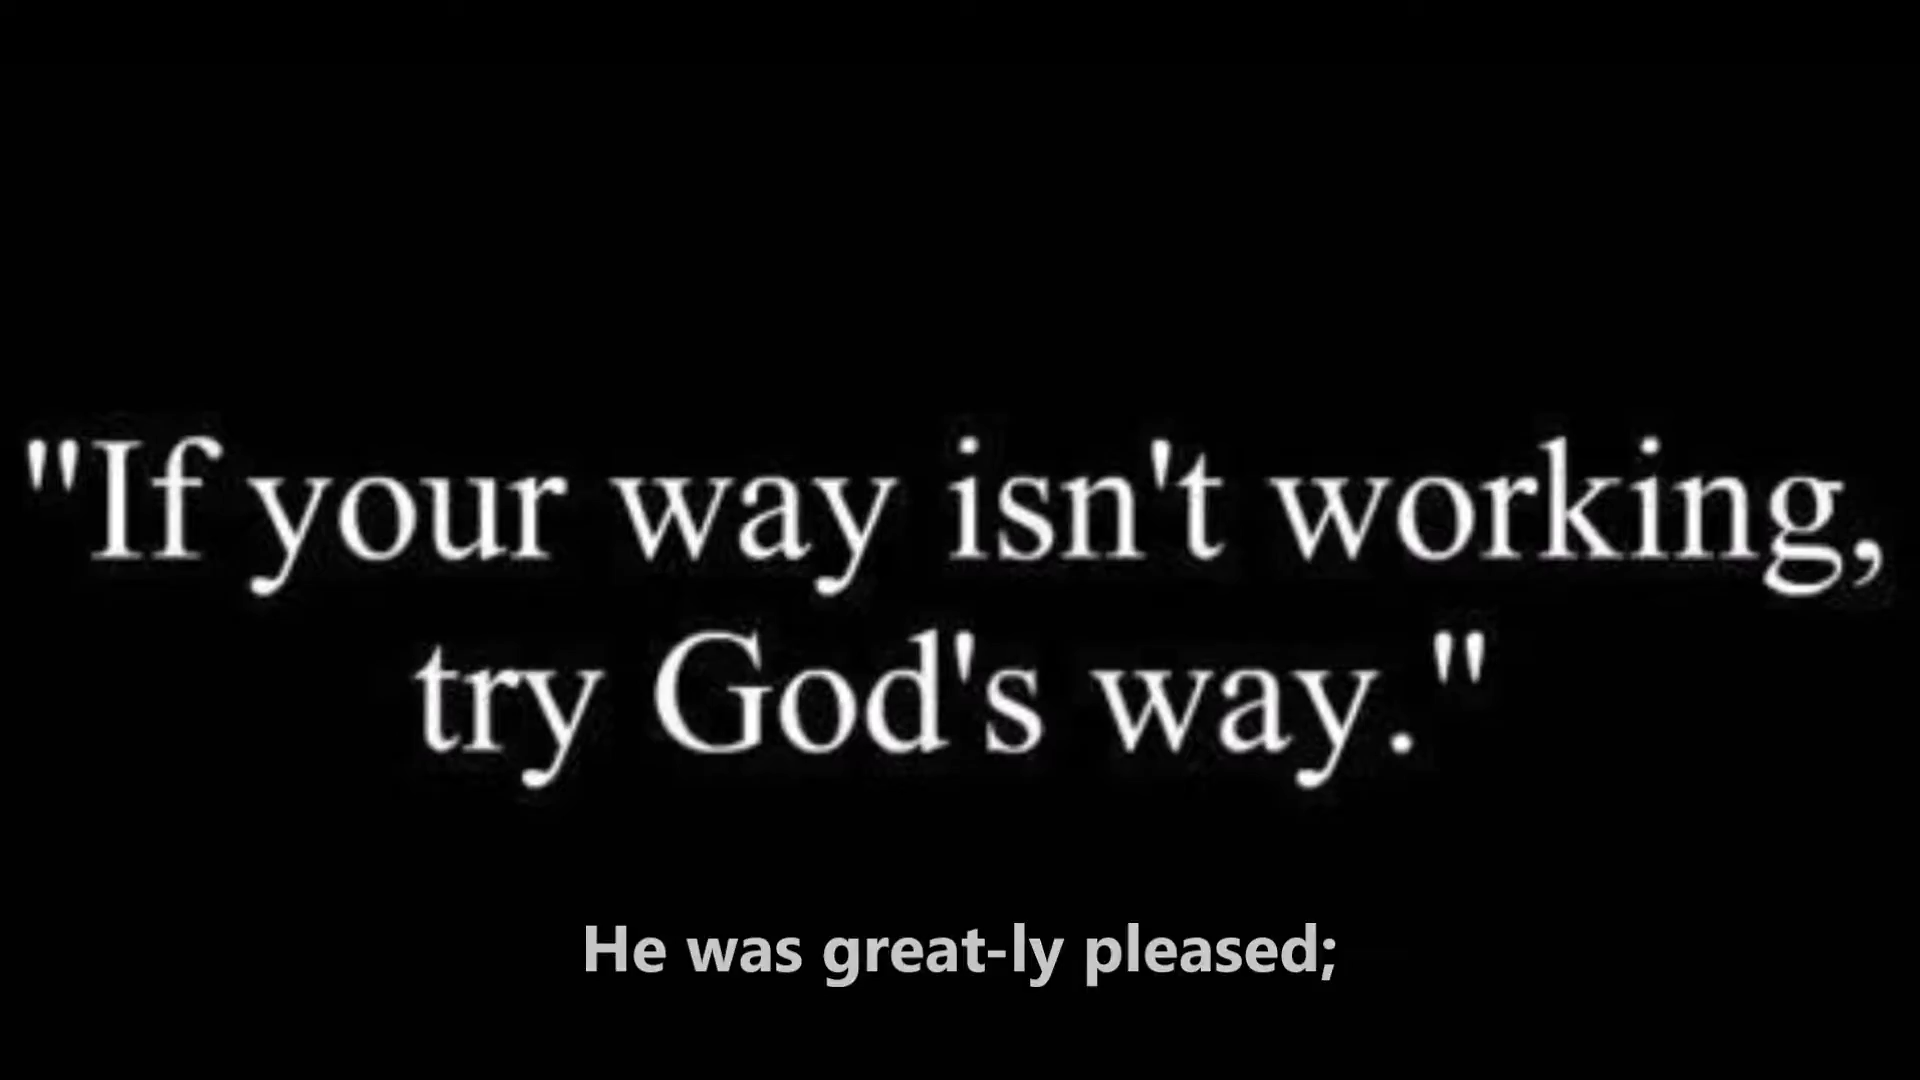 "If your way isn't working,
try God's way."
He was great-ly pleased;